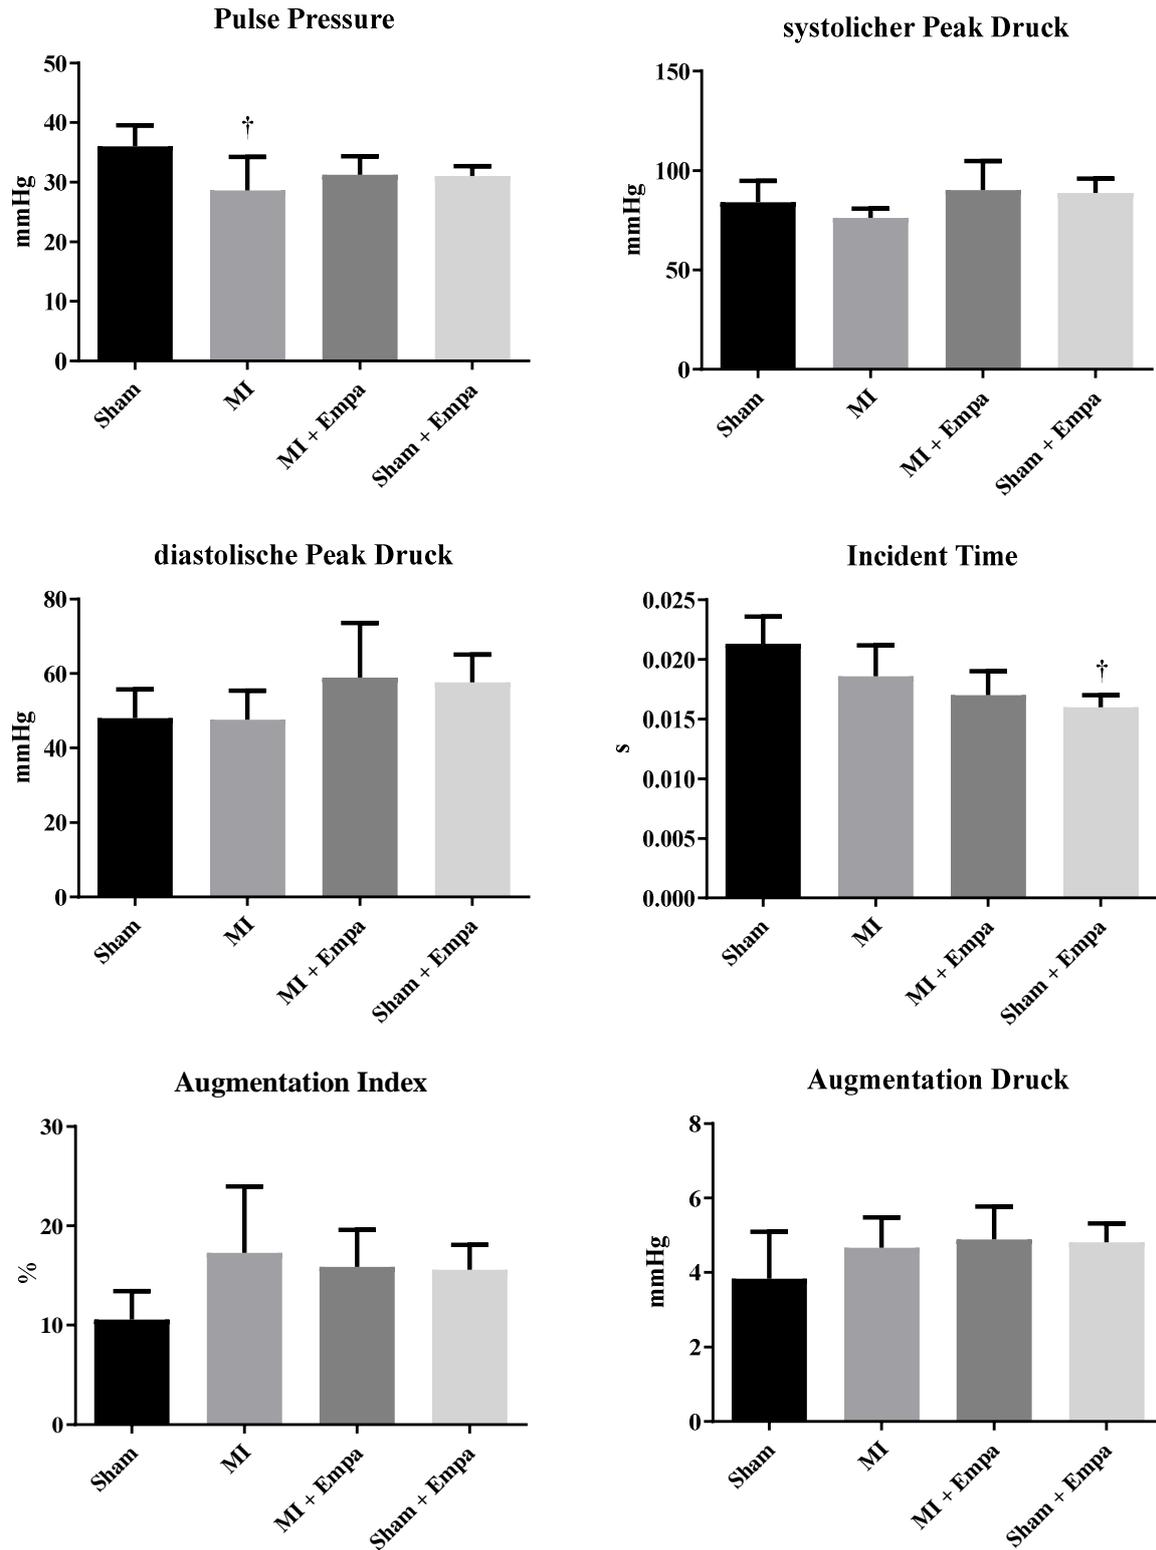 Pulse Pressure
mmHg
50
40
30
20
10
0
†
Sham
MI
MI + Empa
Sham + Empa
systolicher Peak Druck
mmHg
150
100
50
0
Sham
MI
MI + Empa
Sham + Empa
diastolische Peak Druck
mmHg
80
60
40
20
0
Sham
MI
MI + Empa
Sham + Empa
Incident Time
s
0.025
0.020
0.015
0.010
0.005
0.000
†
Sham
MI
MI + Empa
Sham + Empa
Augmentation Index
%
30
20
10
0
Sham
MI
MI + Empa
Sham + Empa
Augmentation Druck
mmHg
8
6
4
2
0
Sham
MI
MI + Empa
Sham + Empa